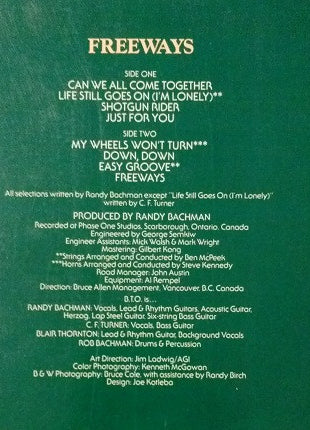 FREEWAYS
SIDE ONE
CAN WE ALL COME TOGETHER
LIFE STILL GOES ON (I'M LONELY)**
SHOTGUN RIDER
JUST FOR YOU
SIDE TWO
MY WHEELS WON'T TURN***
DOWN, DOWN
EASY GROOVE**
FREEWAYS
All selections written by Randy Bachman except "Life Still Goes On (I'm Lonely)"
written by C. F. Turner
PRODUCED BY RANDY BACHMAN
Recorded at Phase One Studios, Scarborough, Ontario, Canada
Engineered by George Semkiw
Engineer Assistants: Mick Walsh & Mark Wright
Mastering: Gilbert Kong
**Strings Arranged and Conducted by Ben McPeek
***Horns Arranged and Conducted by Steve Kennedy
Road Manager: John Austin
Equipment: Al Rempel
Direction: Bruce Allen Management, Vancouver, B.C. Canada
B.T.O. is...
RANDY BACHMAN: Vocals, Lead & Rhythm Guitars, Acoustic Guitar,
Herzog, Lap Steel Guitar, Six-string Bass Guitar
C. F. TURNER: Vocals, Bass Guitar
BLAIR THORNTON: Lead & Rhythm Guitar, Background Vocals
ROB BACHMAN: Drums & Percussion
Art Direction: Jim Ladwig/AGI
Color Photography: Kenneth McGowan
B & W Photography: Bruce Cole, with assistance by Randy Birch
Design: Joe Kotleba